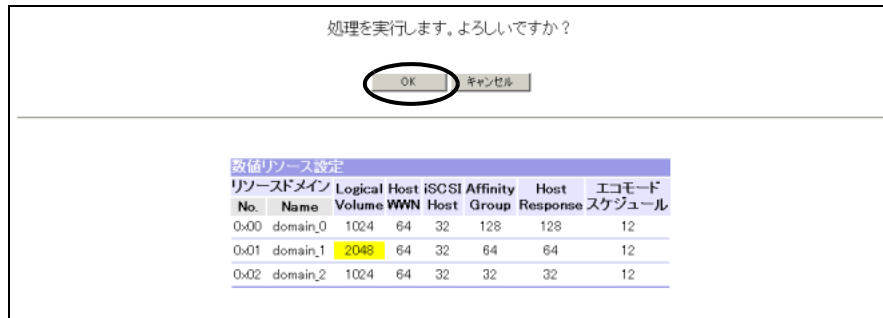 処理を実行します。よろしいですか？
OK キャンセル
数値リソース設定
リソースドメイン Logical Volume Host WWN iSCSI Host Affinity Group Host Response エコモードスケジュール
No. Name
0x00 domain_0 1024 64 32 128 128 12
0x01 domain_1 2048 64 32 64 64 12
0x02 domain_2 1024 64 32 32 32 12